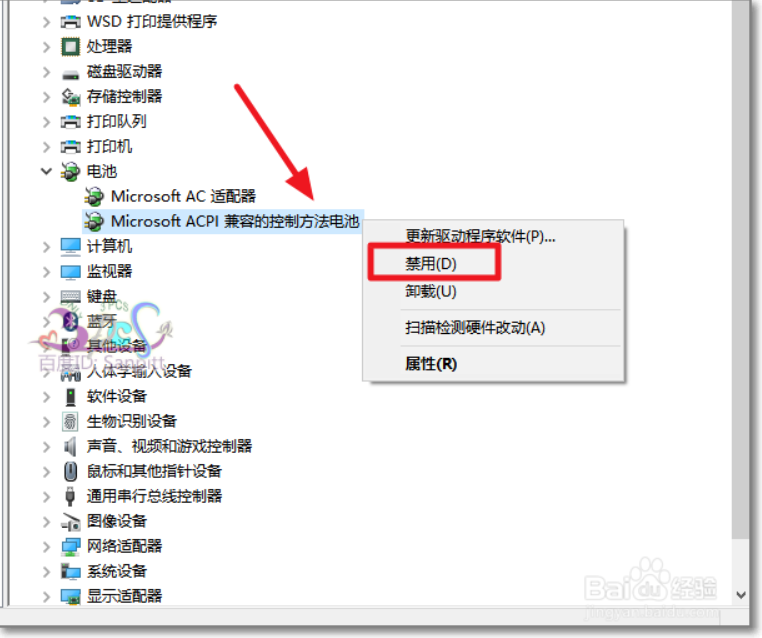 WSD 打印提供程序
处理器
磁盘驱动器
存储控制器
打印队列
打印机
电池
Microsoft AC 适配器
Microsoft ACPI 兼容的控制方法电池
更新驱动程序软件(P)...
禁用(D)
卸载(U)
扫描检测硬件改动(A)
属性(R)
计算机
监视器
键盘
蓝牙
其他设备
百度ID: Sanpitt
人体学输入设备
软件设备
生物识别设备
声音、视频和游戏控制器
鼠标和其他指针设备
通用串行总线控制器
图像设备
网络适配器
系统设备
显示适配器
Baidu 经验
jingyan.baidu.com